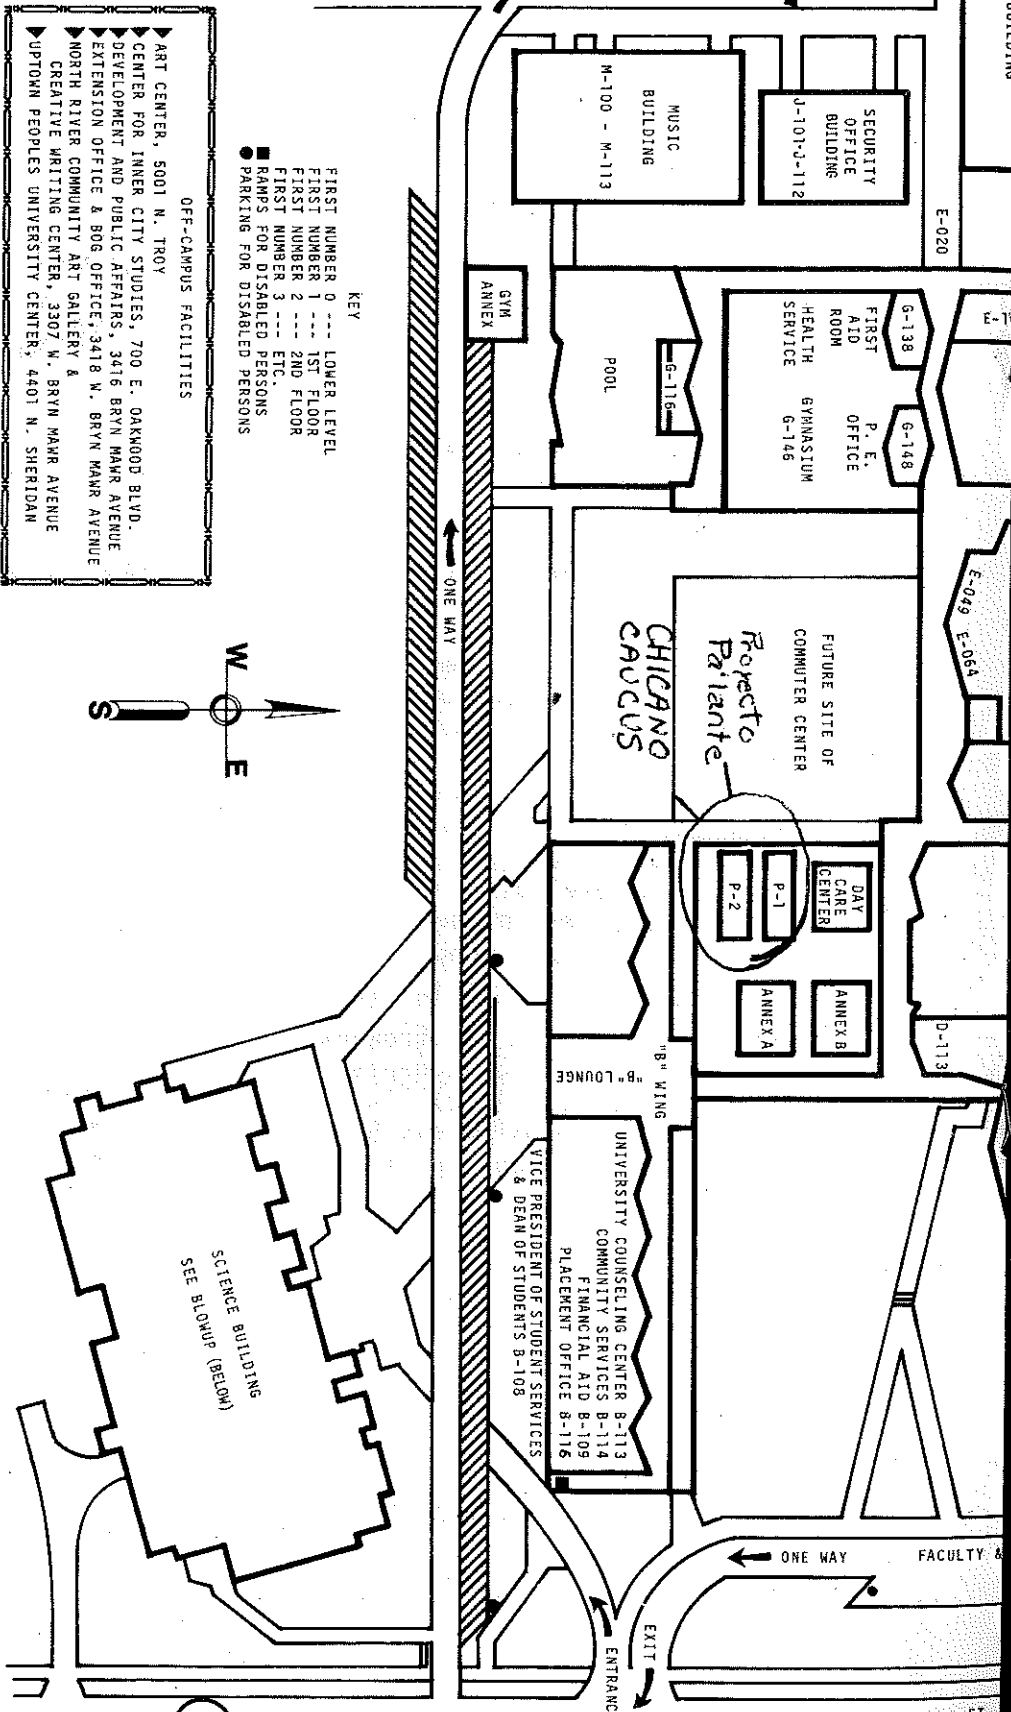 BUILDING
SECURITY
OFFICE
BUILDING
J-101·J-112
MUSIC
BUILDING
M-100 - M-113
E-020
G-138
FIRST
AID
ROOM
HEALTH
SERVICE
G-148
P. E.
OFFICE
GYMNASIUM
G-146
G-116
POOL
GYM
ANNEX
E-049
E-064
FUTURE SITE OF
COMMUTER CENTER
Proyecto
Pa'lante
CHICANO
CAUCUS
DAY
CARE
CENTER
P-1
P-2
ANNEX B
ANNEX A
D-113
"B" WING
"B" LOUNGE
UNIVERSITY COUNSELING CENTER B-113
COMMUNITY SERVICES B-114
FINANCIAL AID B-109
PLACEMENT OFFICE B-116
VICE PRESIDENT OF STUDENT SERVICES
& DEAN OF STUDENTS B-108
FACULTY &
ONE WAY
EXIT
ENTRANC
ONE WAY
KEY
FIRST NUMBER 0 --- LOWER LEVEL
FIRST NUMBER 1 --- 1ST FLOOR
FIRST NUMBER 2 --- 2ND FLOOR
FIRST NUMBER 3 --- ETC.
■ RAMPS FOR DISABLED PERSONS
● PARKING FOR DISABLED PERSONS
W
E
S
SCIENCE BUILDING
SEE BLOWUP (BELOW)
OFF-CAMPUS FACILITIES
ART CENTER, 5001 N. TROY
CENTER FOR INNER CITY STUDIES, 700 E. OAKWOOD BLVD.
DEVELOPMENT AND PUBLIC AFFAIRS, 3416 BRYN MAWR AVENUE
EXTENSION OFFICE & BOG OFFICE, 3418 W. BRYN MAWR AVENUE
NORTH RIVER COMMUNITY ART GALLERY &
CREATIVE WRITING CENTER, 3307 W. BRYN MAWR AVENUE
UPTOWN PEOPLES UNIVERSITY CENTER, 4401 N. SHERIDAN